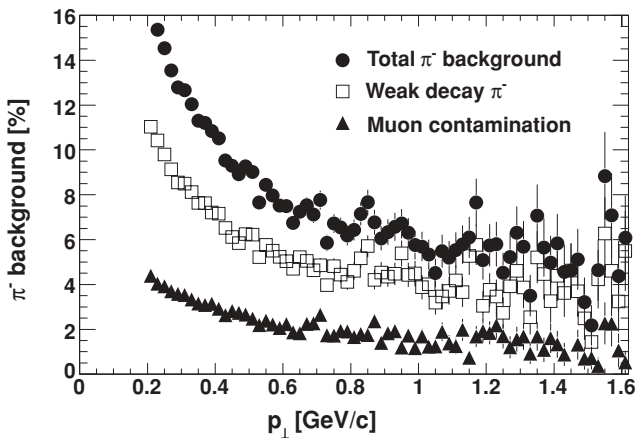 16
14
12
10
8
6
4
2
0
π⁻ background [%]
Total π⁻ background
Weak decay π⁻
Muon contamination
0 0.2 0.4 0.6 0.8 1 1.2 1.4 1.6
p⊥ [GeV/c]